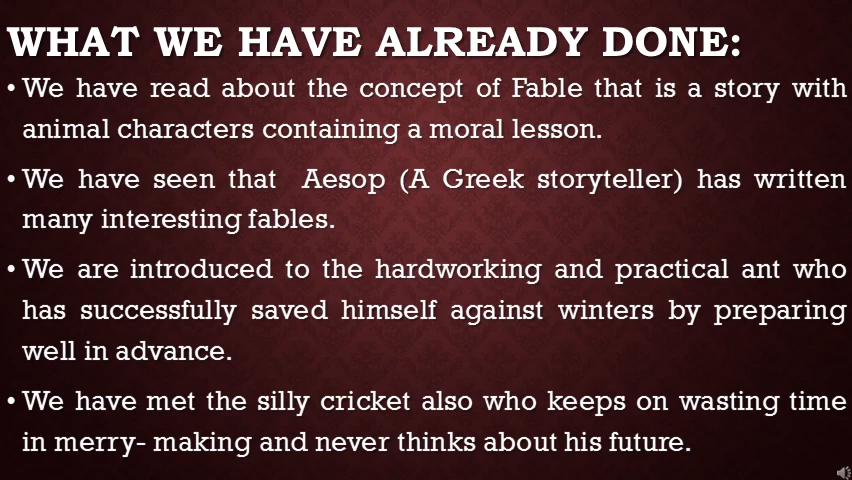 WHAT WE HAVE ALREADY DONE:
• We have read about the concept of Fable that is a story with
animal characters containing a moral lesson.
• We have seen that Aesop (A Greek storyteller) has written
many interesting fables.
• We are introduced to the hardworking and practical ant who
has successfully saved himself against winters by preparing
well in advance.
• We have met the silly cricket also who keeps on wasting time
in merry- making and never thinks about his future.